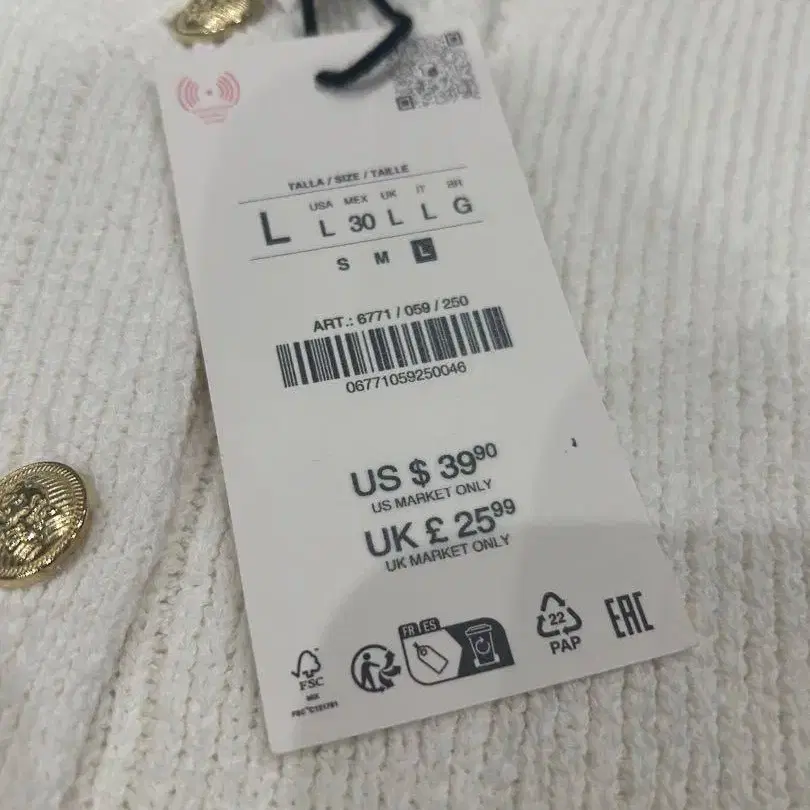 TALLA / SIZE / TAILLE
USA MEX UK IT BR
L L 30 L L G
S M L
ART.: 6771 / 059 / 250
06771059250046
US $ 3990
US MARKET ONLY
UK £ 2599
UK MARKET ONLY
FR ES
FSC
MIX
22
PAP
EAC